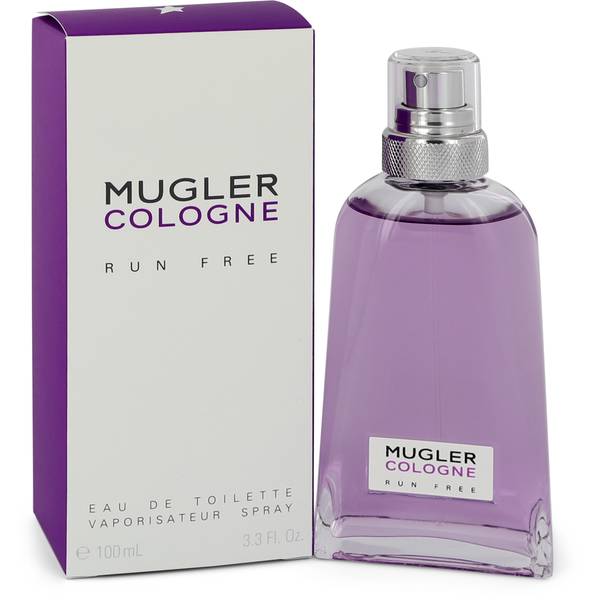 MUGLER
COLOGNE
RUN FREE
EAU DE TOILETTE
VAPORISATEUR SPRAY
℮ 100 mL 3.3 Fl. Oz.
MUGLER
COLOGNE
RUN FREE